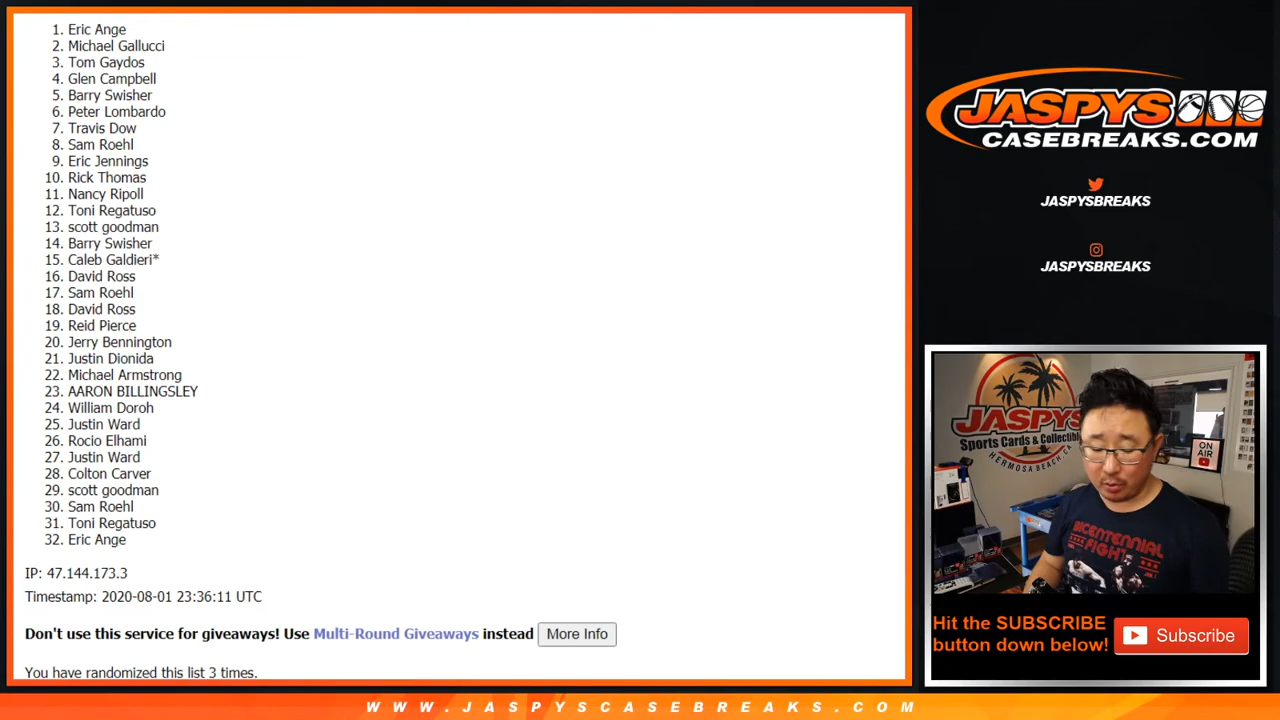 1. Eric Ange
2. Michael Gallucci
3. Tom Gaydos
4. Glen Campbell
5. Barry Swisher
6. Peter Lombardo
7. Travis Dow
8. Sam Roehl
9. Eric Jennings
10. Rick Thomas
11. Nancy Ripoll
12. Toni Regatuso
13. scott goodman
14. Barry Swisher
15. Caleb Galdieri*
16. David Ross
17. Sam Roehl
18. David Ross
19. Reid Pierce
20. Jerry Bennington
21. Justin Dionida
22. Michael Armstrong
23. AARON BILLINGSLEY
24. William Doroh
25. Justin Ward
26. Rocio Elhami
27. Justin Ward
28. Colton Carver
29. scott goodman
30. Sam Roehl
31. Toni Regatuso
32. Eric Ange
IP: 47.144.173.3
Timestamp: 2020-08-01 23:36:11 UTC
Don't use this service for giveaways! Use Multi-Round Giveaways instead More Info
You have randomized this list 3 times.
JASPYS
CASEBREAKS.COM
JASPYSBREAKS
JASPYSBREAKS
JASPYS
Sports Cards & Collectibl
HERMOSA BEACH, CA
ON
AIR
BICENTENNIAL
FIGHT
Hit the SUBSCRIBE
button down below!
Subscribe
WWW.JASPYSCASEBREAKS.COM